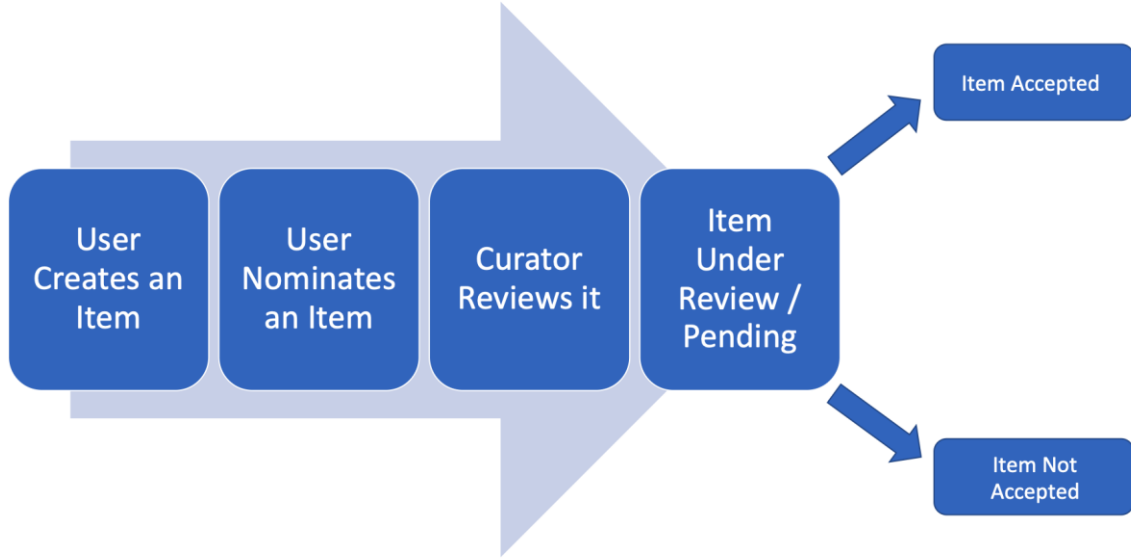 User
Creates an
Item
User
Nominates
an Item
Curator
Reviews it
Item
Under
Review /
Pending
Item Accepted
Item Not
Accepted